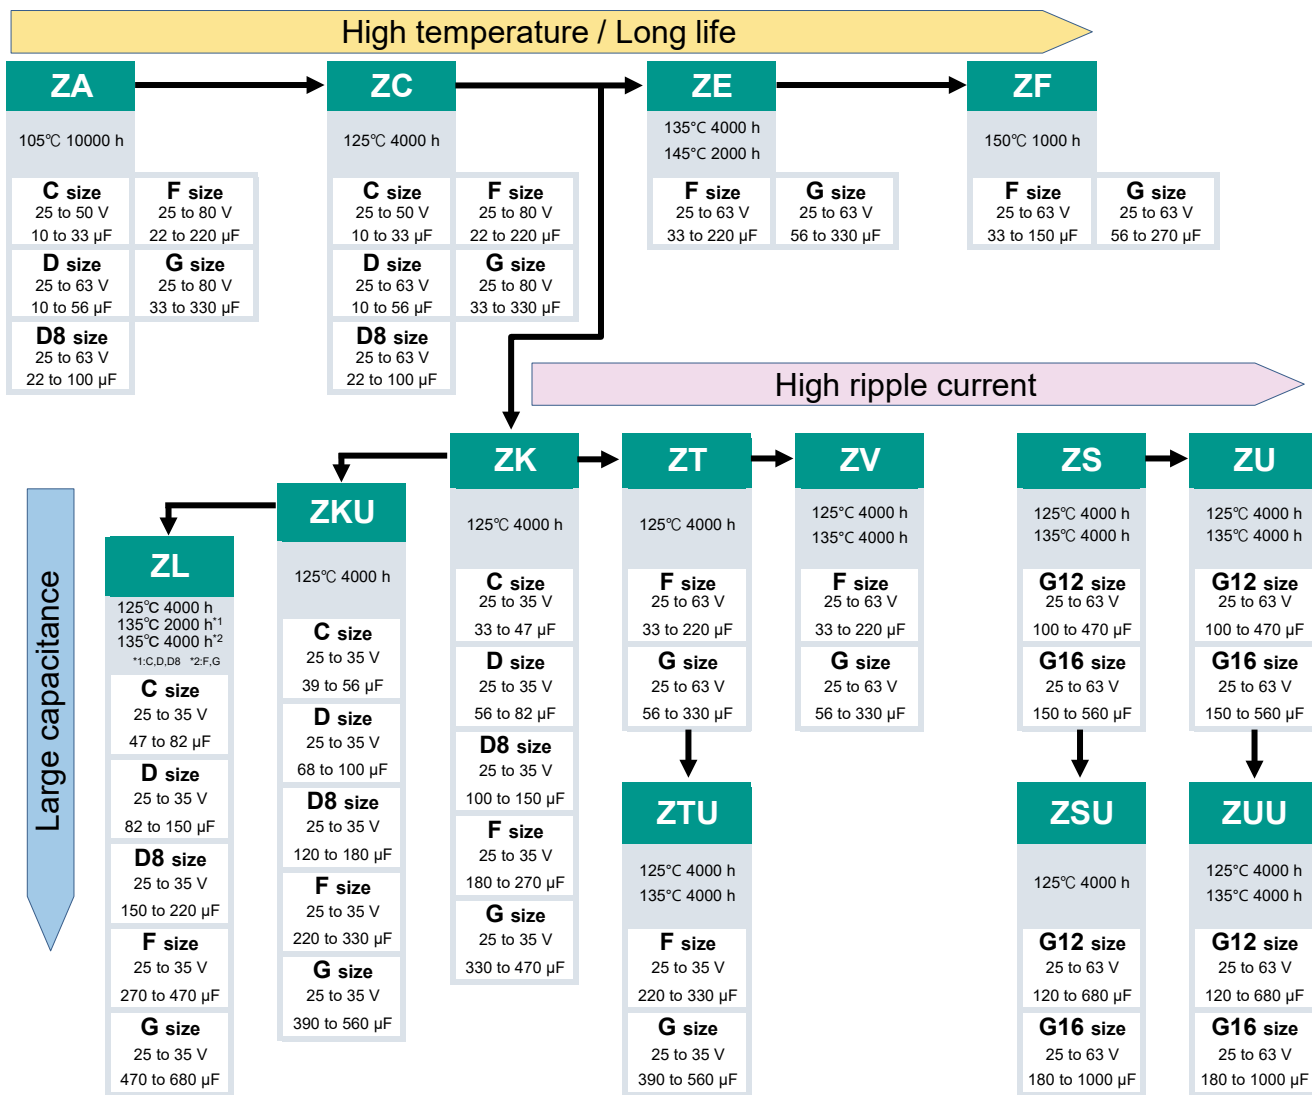 High temperature / Long life
ZA
105℃ 10000 h
C size
25 to 50 V
10 to 33 µF
F size
25 to 80 V
22 to 220 µF
D size
25 to 63 V
10 to 56 µF
G size
25 to 80 V
33 to 330 µF
D8 size
25 to 63 V
22 to 100 µF
ZC
125℃ 4000 h
C size
25 to 50 V
10 to 33 µF
F size
25 to 80 V
22 to 220 µF
D size
25 to 63 V
10 to 56 µF
G size
25 to 80 V
33 to 330 µF
D8 size
25 to 63 V
22 to 100 µF
ZE
135°C 4000 h
145°C 2000 h
F size
25 to 63 V
33 to 220 µF
G size
25 to 63 V
56 to 330 µF
ZF
150℃ 1000 h
F size
25 to 63 V
33 to 150 µF
G size
25 to 63 V
56 to 270 µF
High ripple current
Large capacitance
ZL
125℃ 4000 h
135℃ 2000 h*1
135℃ 4000 h*2
*1:C,D,D8 *2:F,G
C size
25 to 35 V
47 to 82 µF
D size
25 to 35 V
82 to 150 µF
D8 size
25 to 35 V
150 to 220 µF
F size
25 to 35 V
270 to 470 µF
G size
25 to 35 V
470 to 680 µF
ZKU
125℃ 4000 h
C size
25 to 35 V
39 to 56 µF
D size
25 to 35 V
68 to 100 µF
D8 size
25 to 35 V
120 to 180 µF
F size
25 to 35 V
220 to 330 µF
G size
25 to 35 V
390 to 560 µF
ZK
125℃ 4000 h
C size
25 to 35 V
33 to 47 µF
D size
25 to 35 V
56 to 82 µF
D8 size
25 to 35 V
100 to 150 µF
F size
25 to 35 V
180 to 270 µF
G size
25 to 35 V
330 to 470 µF
ZT
125℃ 4000 h
F size
25 to 63 V
33 to 220 µF
G size
25 to 63 V
56 to 330 µF
ZTU
125°C 4000 h
135°C 4000 h
F size
25 to 35 V
220 to 330 µF
G size
25 to 35 V
390 to 560 µF
ZV
125°C 4000 h
135°C 4000 h
F size
25 to 63 V
33 to 220 µF
G size
25 to 63 V
56 to 330 µF
ZS
125℃ 4000 h
135℃ 4000 h
G12 size
25 to 63 V
100 to 470 µF
G16 size
25 to 63 V
150 to 560 µF
ZSU
125℃ 4000 h
G12 size
25 to 63 V
120 to 680 µF
G16 size
25 to 63 V
180 to 1000 µF
ZU
125°C 4000 h
135°C 4000 h
G12 size
25 to 63 V
100 to 470 µF
G16 size
25 to 63 V
150 to 560 µF
ZUU
125°C 4000 h
135°C 4000 h
G12 size
25 to 63 V
120 to 680 µF
G16 size
25 to 63 V
180 to 1000 µF